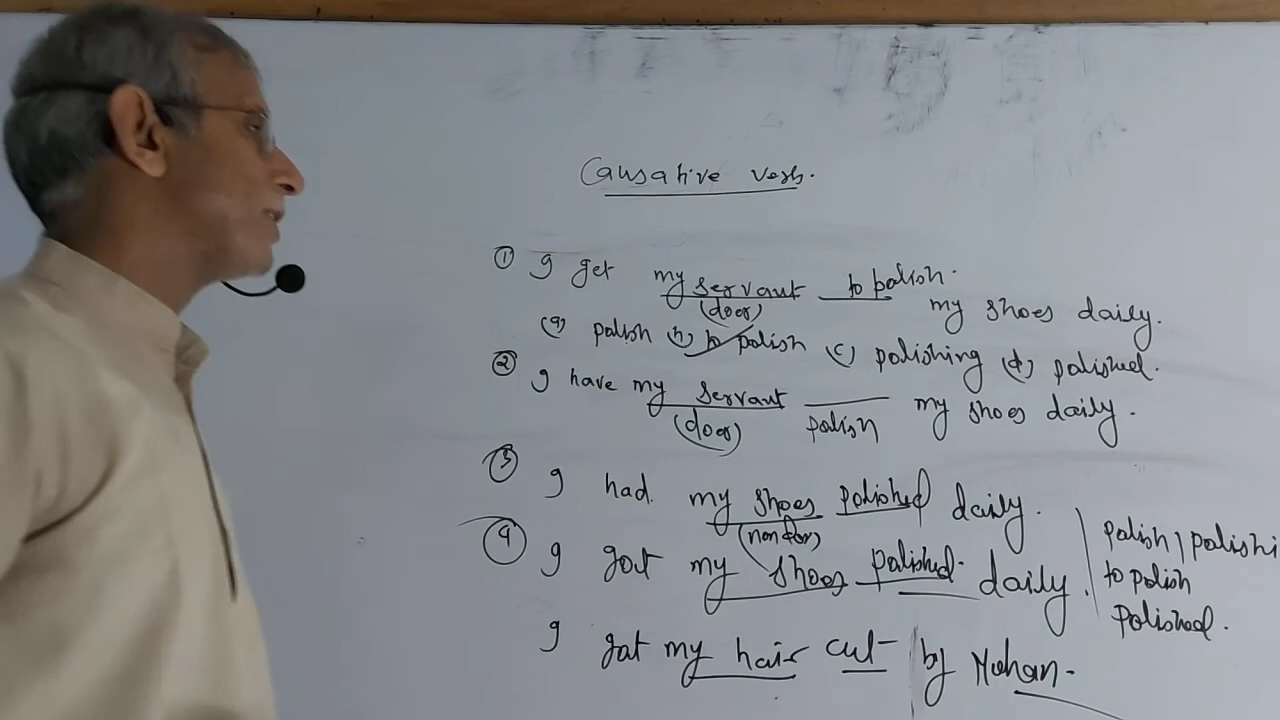 Causative verb.
① I get my servant to polish. my shoes daily.
(doer)
(a) polish (b) to polish (c) polishing (d) polished.
② I have my servant ___ my shoes daily.
(doer) polish
③ I had my shoes polished daily.
(non doer)
④ I got my shoes polished daily.
polish / polishi
to polish
polished.
I got my hair cut by Mohan.